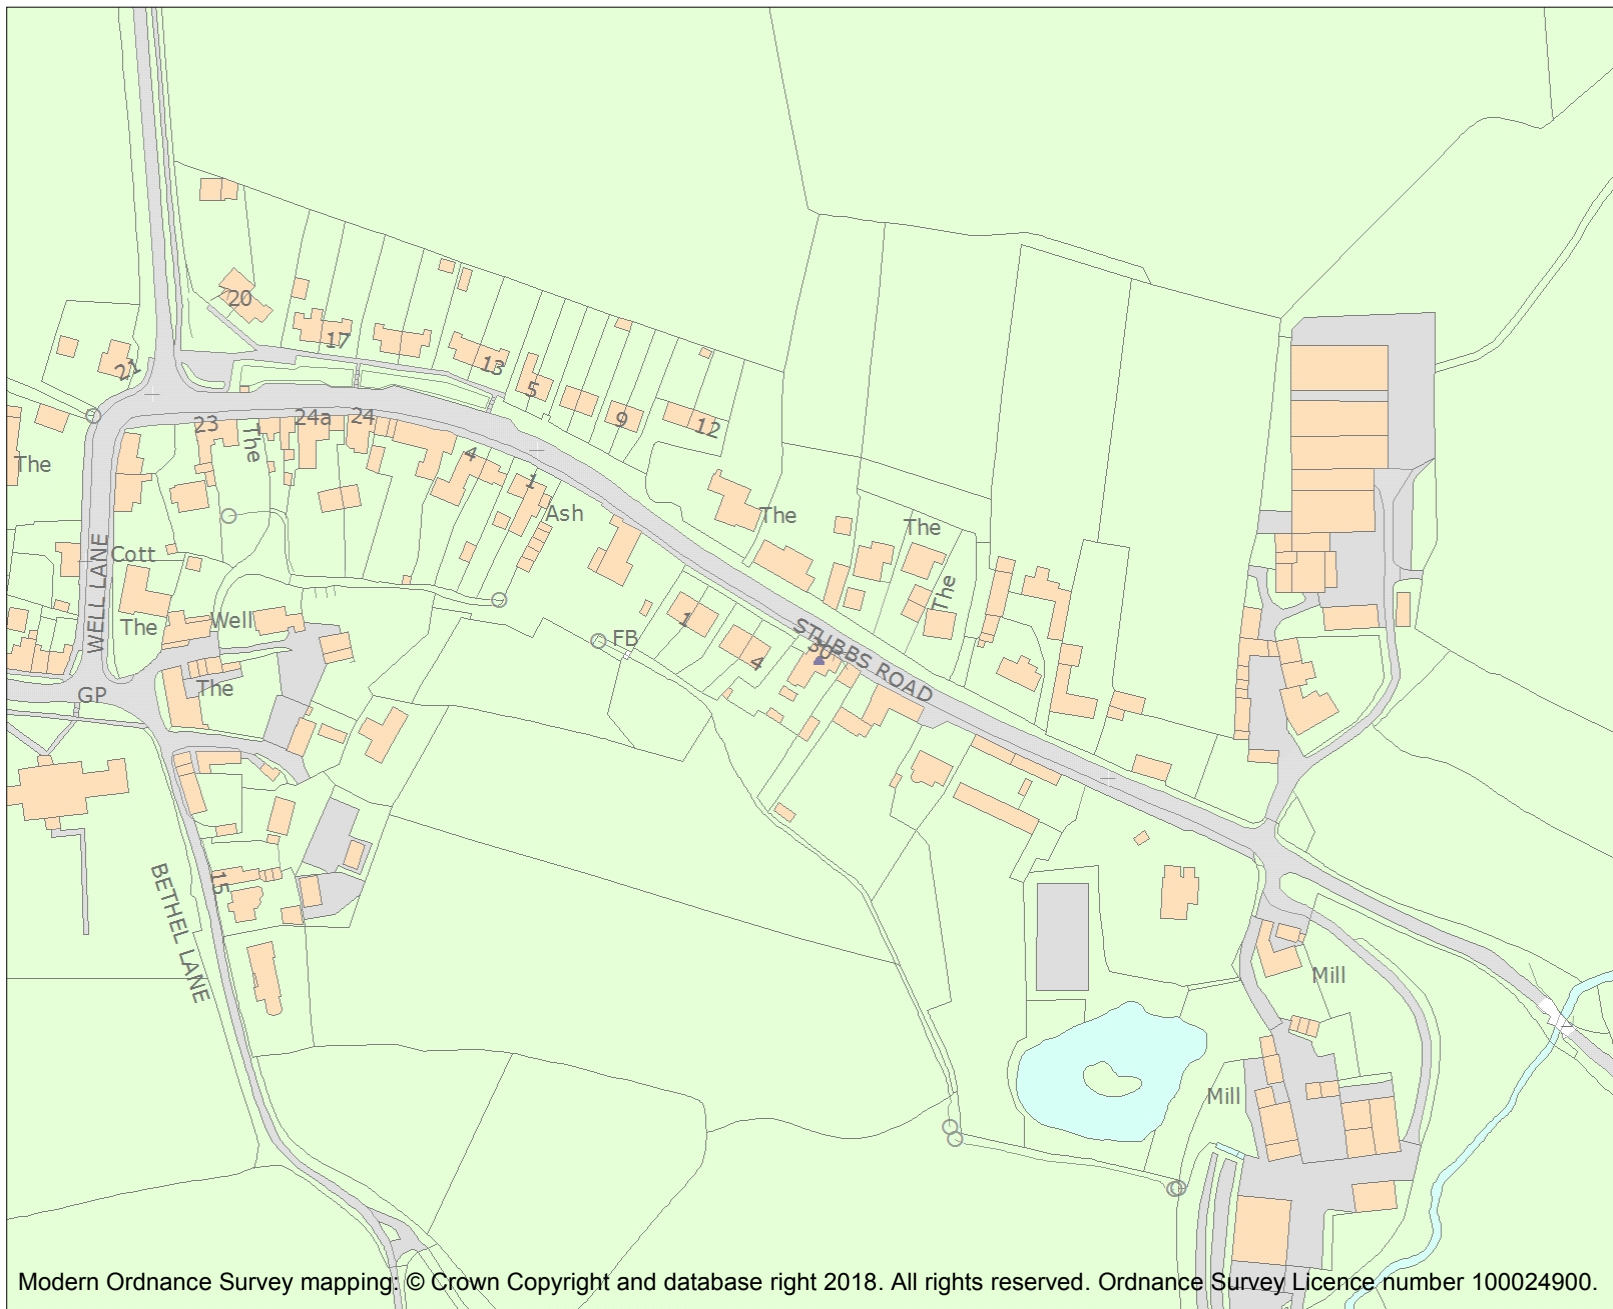 20
17
21
13
5
9
12
23
The
24a
24
4
1
The
Ash
The
The
Cott
WELL LANE
The
The
Well
FB
1
4
STUBBS ROAD
30
GP
The
15
BETHEL LANE
Mill
Mill
Modern Ordnance Survey mapping: © Crown Copyright and database right 2018. All rights reserved. Ordnance Survey Licence number 100024900.